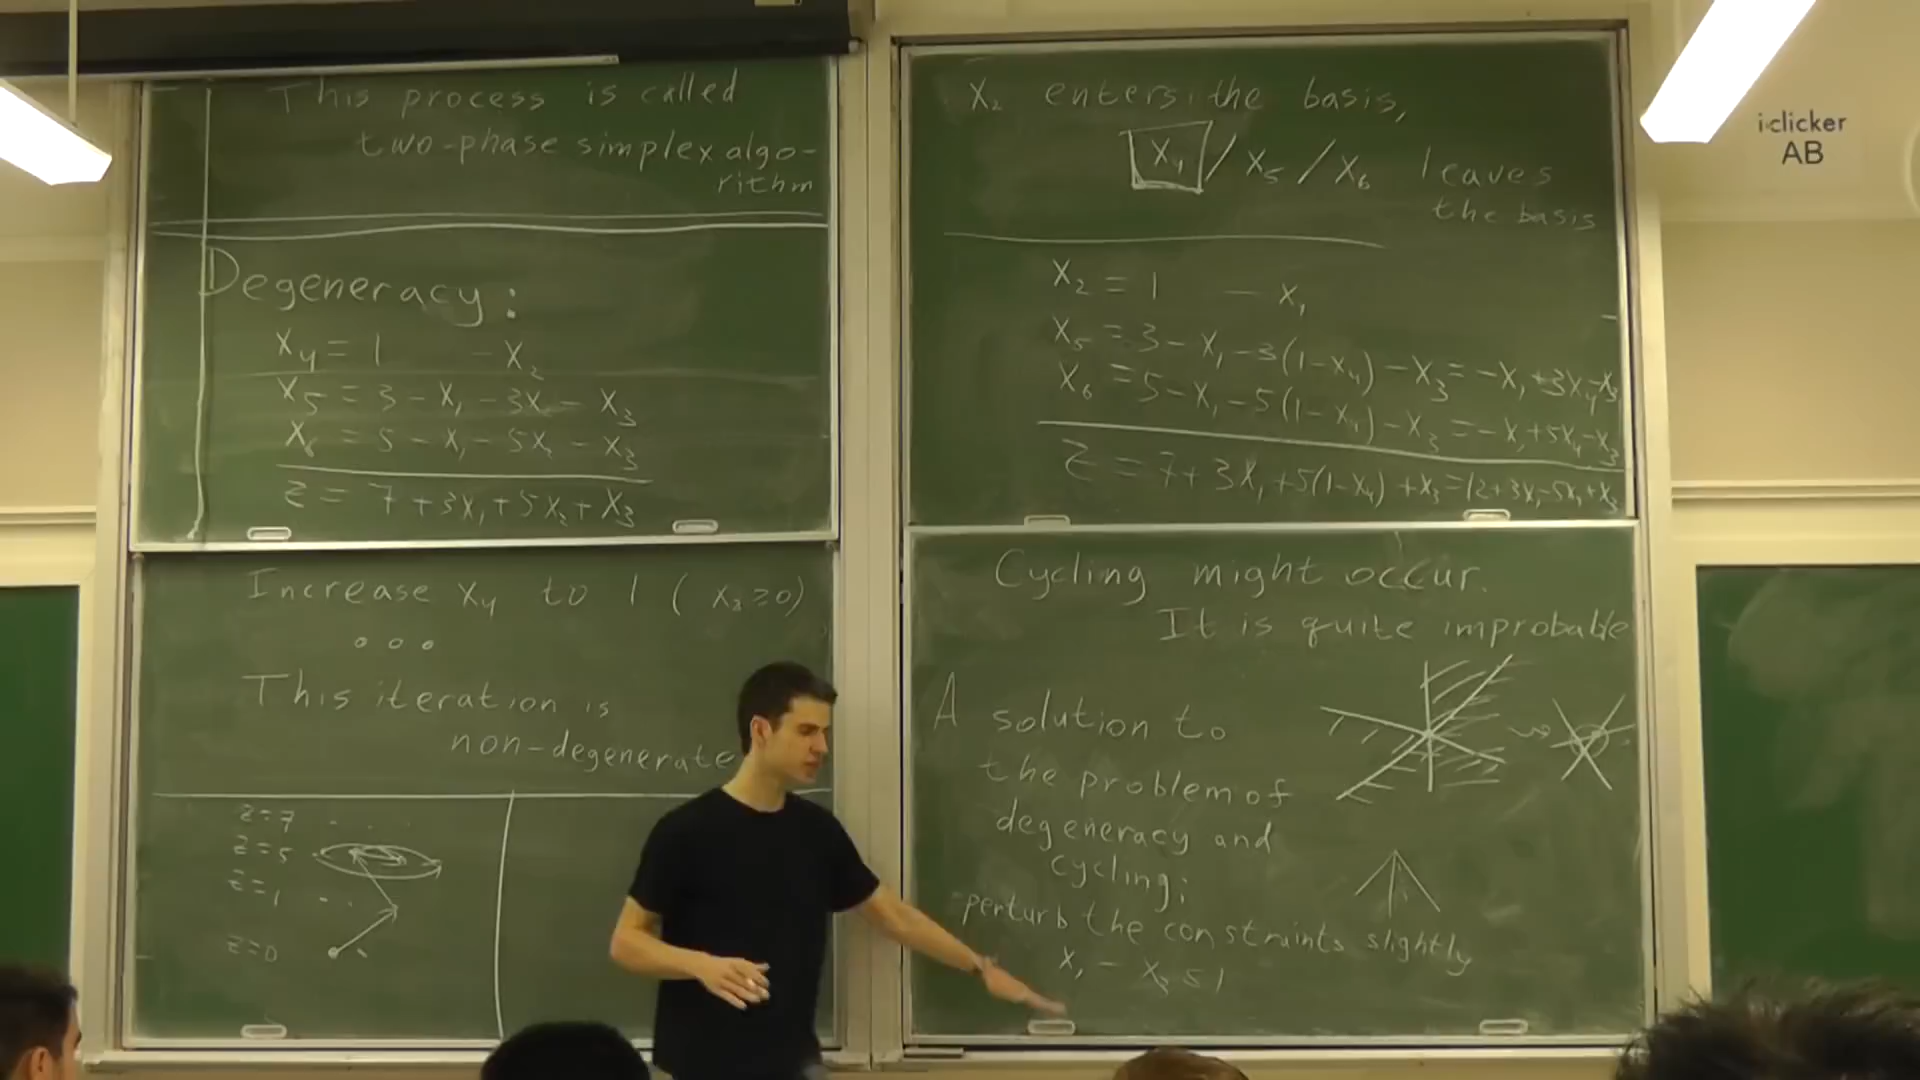 This process is called
two-phase simplex algo-
rithm
Degeneracy:
x₄ = 1 - x₂
x₅ = 3 - x₁ - 3x₂ - x₃
x₆ = 5 - x₁ - 5x₂ - x₃
z = 7 + 3x₁ + 5x₂ + x₃
Increase x₄ to 1 ( x₂ ≥ 0)
o o o
This iteration is
non-degenerate
z=7 . . . .
z=5
z=1 . . .
z=0
x₂ enters the basis,
x₄ / x₅ / x₆ leaves
the basis
x₂ = 1 - x₁
x₅ = 3 - x₁ - 3(1-x₄) - x₃ = -x₁+3x₄-x₃
x₆ = 5 - x₁ - 5(1-x₄) - x₃ = -x₁+5x₄-x₃
z = 7 + 3x₁ + 5(1-x₄) + x₃ = 12+3x₁-5x₄+x₃
Cycling might occur.
It is quite improbable
A solution to
the problem of
degeneracy and
cycling:
-perturb the constraints slightly
x₁ - x₂ ≤ 1
i·clicker
AB